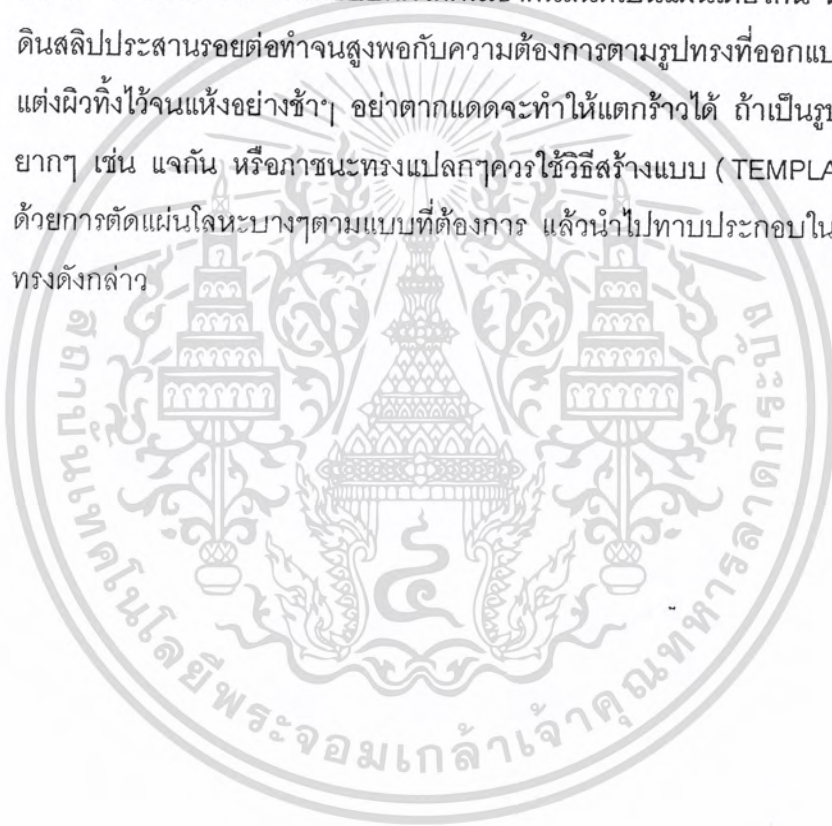 ดินสลิปประสานรอยต่อทำจนสูงพอกับความต้องการตามรูปทรงที่ออกแบ
แต่งผิวทิ้งไว้จนแห้งอย่างช้าๆ อย่าตากแดดจะทำให้แตกร้าวได้ ถ้าเป็นรูป
ยากๆ เช่น แจกัน หรือภาชนะทรงแปลกๆควรใช้วิธีสร้างแบบ ( TEMPLA
ด้วยการตัดแผ่นโลหะบางๆตามแบบที่ต้องการ แล้วนำไปทาบประกอบใน
ทรงดังกล่าว
สถาบันเทคโนโลยีพระจอมเกล้าเจ้าคุณทหารลาดกระบัง